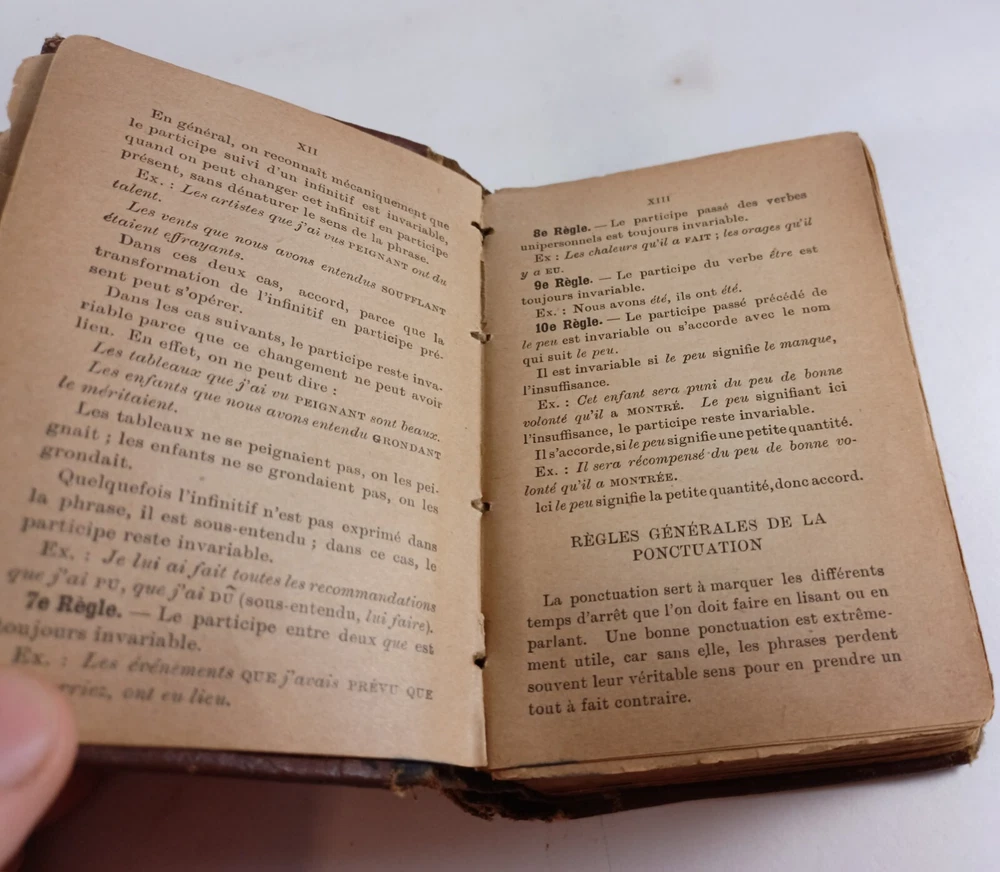 XII
En général, on reconnaît mécaniquement que
le participe suivi d'un infinitif est invariable,
quand on peut changer cet infinitif en participe
présent, sans dénaturer le sens de la phrase.
Ex. : Les artistes que j'ai vus PEIGNANT ont du
talent.
Les vents que nous avons entendus SOUFFLANT
étaient effrayants.
Dans ces deux cas, accord, parce que la
transformation de l'infinitif en participe pré-
sent peut s'opérer.
Dans les cas suivants, le participe reste inva-
riable parce que ce changement ne peut avoir
lieu. En effet, on ne peut dire :
Les tableaux que j'ai vu PEIGNANT sont beaux.
Les enfants que nous avons entendu GRONDANT
le méritaient.
Les tableaux ne se peignaient pas, on les pei-
gnait ; les enfants ne se grondaient pas, on les
grondait.
Quelquefois l'infinitif n'est pas exprimé dans
la phrase, il est sous-entendu ; dans ce cas, le
participe reste invariable.
Ex. : Je lui ai fait toutes les recommandations
que j'ai PU, que j'ai DÛ (sous-entendu, lui faire).
7e Règle. — Le participe entre deux que est
toujours invariable.
Ex. : Les événements QUE j'avais PRÉVU QUE
rriez, ont eu lieu.
XIII
8e Règle. — Le participe passé des verbes
unipersonnels est toujours invariable.
Ex : Les chaleurs qu'il a FAIT ; les orages qu'il
y a EU.
9e Règle. — Le participe du verbe être est
toujours invariable.
Ex. : Nous avons été, ils ont été.
10e Règle. — Le participe passé précédé de
le peu est invariable ou s'accorde avec le nom
qui suit le peu.
Il est invariable si le peu signifie le manque,
l'insuffisance.
Ex. : Cet enfant sera puni du peu de bonne
volonté qu'il a MONTRÉ. Le peu signifiant ici
l'insuffisance, le participe reste invariable.
Il s'accorde, si le peu signifie une petite quantité.
Ex. : Il sera récompensé du peu de bonne vo-
lonté qu'il a MONTRÉE.
Ici le peu signifie la petite quantité, donc accord.
RÈGLES GÉNÉRALES DE LA
PONCTUATION
La ponctuation sert à marquer les différents
temps d'arrêt que l'on doit faire en lisant ou en
parlant. Une bonne ponctuation est extrême-
ment utile, car sans elle, les phrases perdent
souvent leur véritable sens pour en prendre un
tout à fait contraire.